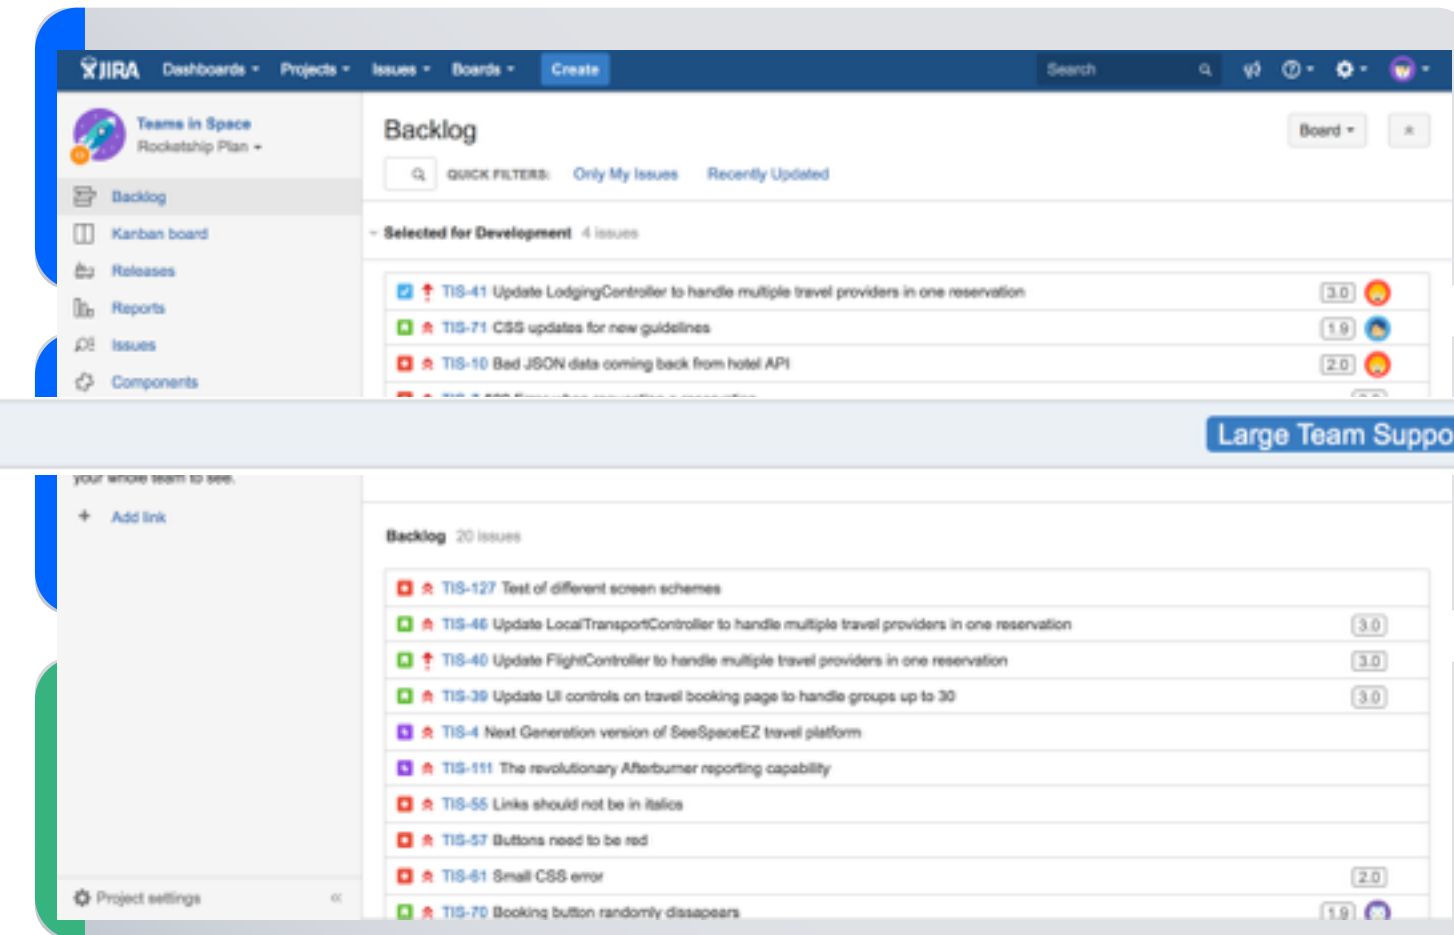 JIRA Dashboards Projects Issues Boards Create Search
Teams in Space
Rocketship Plan
Backlog
Kanban board
Releases
Reports
Issues
Components
Backlog
Board
QUICK FILTERS: Only My Issues Recently Updated
Selected for Development 4 issues
TIS-41 Update LodgingController to handle multiple travel providers in one reservation 3.0
TIS-71 CSS updates for new guidelines 1.9
TIS-10 Bad JSON data coming back from hotel API 2.0
Large Team Suppo
your whole team to see.
Add link
Backlog 20 issues
TIS-127 Test of different screen schemes
TIS-46 Update LocalTransportController to handle multiple travel providers in one reservation 3.0
TIS-40 Update FlightController to handle multiple travel providers in one reservation 3.0
TIS-39 Update UI controls on travel booking page to handle groups up to 30 3.0
TIS-4 Next Generation version of SeeSpaceEZ travel platform
TIS-111 The revolutionary Afterburner reporting capability
TIS-55 Links should not be in italics
TIS-57 Buttons need to be red
TIS-61 Small CSS error 2.0
TIS-70 Booking button randomly dissapears 1.9
Project settings